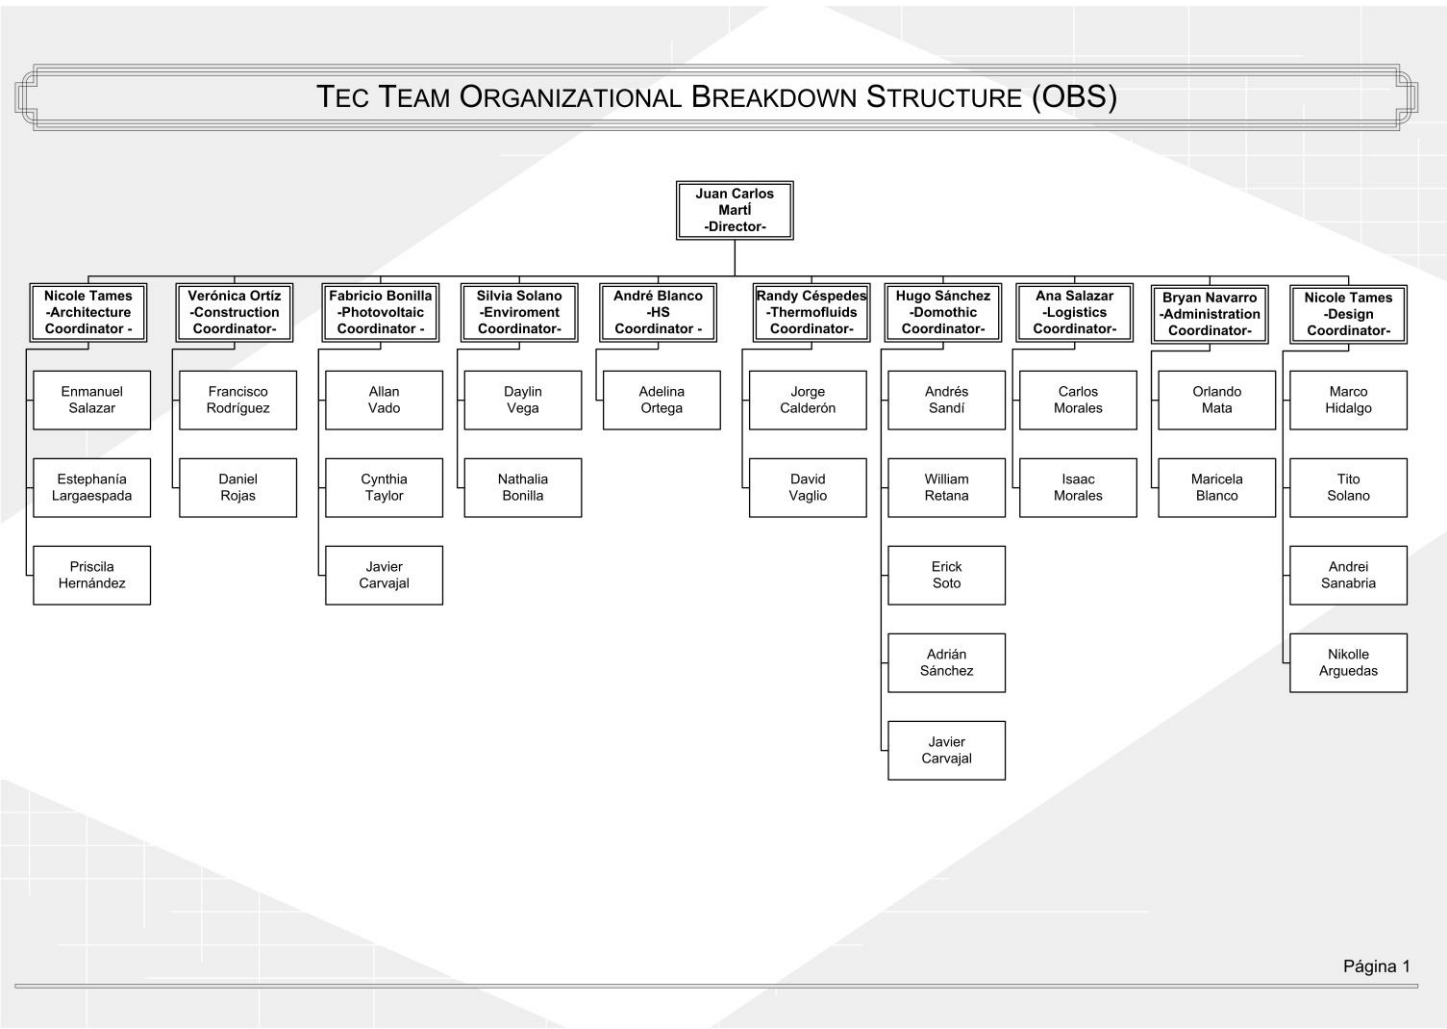 TEC TEAM ORGANIZATIONAL BREAKDOWN STRUCTURE (OBS)
Juan Carlos
MartÍ
-Director-
Nicole Tames
-Architecture
Coordinator -
Enmanuel
Salazar
Estephanía
Largaespada
Priscila
Hernández
Verónica Ortíz
-Construction
Coordinator-
Francisco
Rodríguez
Daniel
Rojas
Fabricio Bonilla
-Photovoltaic
Coordinator -
Allan
Vado
Cynthia
Taylor
Javier
Carvajal
Silvia Solano
-Enviroment
Coordinator-
Daylin
Vega
Nathalia
Bonilla
André Blanco
-HS
Coordinator -
Adelina
Ortega
Randy Céspedes
-Thermofluids
Coordinator-
Jorge
Calderón
David
Vaglio
Hugo Sánchez
-Domothic
Coordinator-
Andrés
Sandí
William
Retana
Erick
Soto
Adrián
Sánchez
Javier
Carvajal
Ana Salazar
-Logistics
Coordinator-
Carlos
Morales
Isaac
Morales
Bryan Navarro
-Administration
Coordinator-
Orlando
Mata
Maricela
Blanco
Nicole Tames
-Design
Coordinator-
Marco
Hidalgo
Tito
Solano
Andrei
Sanabria
Nikolle
Arguedas
Página 1